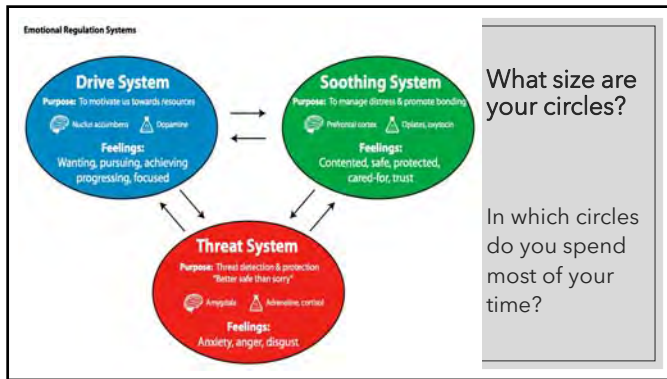 Emotional Regulation Systems
Drive System
Purpose: To motivate us towards resources
Nuclus accumbens
Dopamine
Feelings:
Wanting, pursuing, achieving
progressing, focused
Soothing System
Purpose: To manage distress & promote bonding
Prefrontal cortex
Opiates, oxytocin
Feelings:
Contented, safe, protected,
cared-for, trust
Threat System
Purpose: Threat detection & protection
"Better safe than sorry"
Amygdala
Adrenaline, cortisol
Feelings:
Anxiety, anger, disgust
What size are
your circles?
In which circles
do you spend
most of your
time?